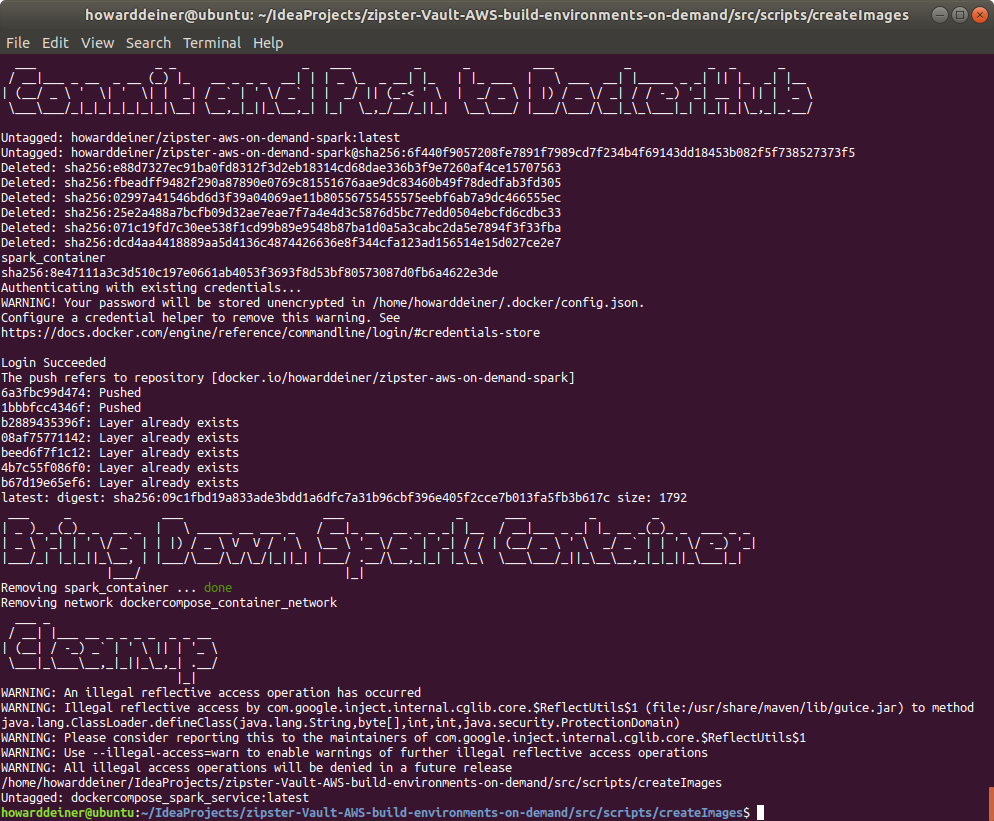 howarddeiner@ubuntu: ~/IdeaProjects/zipster-Vault-AWS-build-environments-on-demand/src/scripts/createImages
File Edit View Search Terminal Help
Commit and Push to DockerHub
Untagged: howarddeiner/zipster-aws-on-demand-spark:latest
Untagged: howarddeiner/zipster-aws-on-demand-spark@sha256:6f440f9057208fe7891f7989cd7f234b4f69143dd18453b082f5f738527373f5
Deleted: sha256:e88d7327ec91ba0fd8312f3d2eb18314cd68dae336b3f9e7260af4ce15707563
Deleted: sha256:fbeadff9482f290a87890e0769c81551676aae9dc83460b49f78dedfab3fd305
Deleted: sha256:02997a41546bd6d3f39a04069ae11b80556755455575eebf6ab7a9dc466555ec
Deleted: sha256:25e2a488a7bcfb09d32ae7eae7f7a4e4d3c5876d5bc77edd0504ebcfd6cdbc33
Deleted: sha256:071c19fd7c30ee538f1cd99b89e9548b87ba1d0a5a3cabc2da5e7894f3f33fba
Deleted: sha256:dcd4aa4418889aa5d4136c4874426636e8f344cfa123ad156514e15d027ce2e7
spark_container
sha256:8e47111a3c3d510c197e0661ab4053f3693f8d53bf80573087d0fb6a4622e3de
Authenticating with existing credentials...
WARNING! Your password will be stored unencrypted in /home/howarddeiner/.docker/config.json.
Configure a credential helper to remove this warning. See
https://docs.docker.com/engine/reference/commandline/login/#credentials-store
Login Succeeded
The push refers to repository [docker.io/howarddeiner/zipster-aws-on-demand-spark]
6a3fbc99d474: Pushed
1bbbfcc4346f: Pushed
b2889435396f: Layer already exists
08af75771142: Layer already exists
beed6f7f1c12: Layer already exists
4b7c55f086f0: Layer already exists
b67d19e65ef6: Layer already exists
latest: digest: sha256:09c1fbd19a833ade3bdd1a6dfc7a31b96cbf396e405f2cce7b013fa5fb3b617c size: 1792
Bring Down Spark Container
Removing spark_container ... done
Removing network dockercompose_container_network
Cleanup
WARNING: An illegal reflective access operation has occurred
WARNING: Illegal reflective access by com.google.inject.internal.cglib.core.$ReflectUtils$1 (file:/usr/share/maven/lib/guice.jar) to method
java.lang.ClassLoader.defineClass(java.lang.String,byte[],int,int,java.security.ProtectionDomain)
WARNING: Please consider reporting this to the maintainers of com.google.inject.internal.cglib.core.$ReflectUtils$1
WARNING: Use --illegal-access=warn to enable warnings of further illegal reflective access operations
WARNING: All illegal access operations will be denied in a future release
/home/howarddeiner/IdeaProjects/zipster-Vault-AWS-build-environments-on-demand/src/scripts/createImages
Untagged: dockercompose_spark_service:latest
howarddeiner@ubuntu:~/IdeaProjects/zipster-Vault-AWS-build-environments-on-demand/src/scripts/createImages$